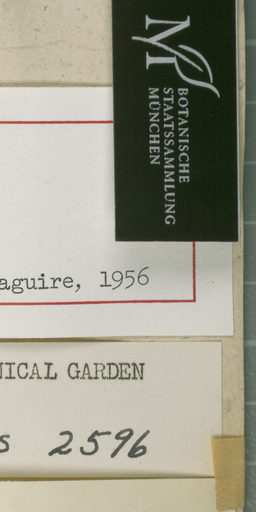 M
BOTANISCHE
STAATSSAMMLUNG
MÜNCHEN
aguire, 1956
NICAL GARDEN
s 2596